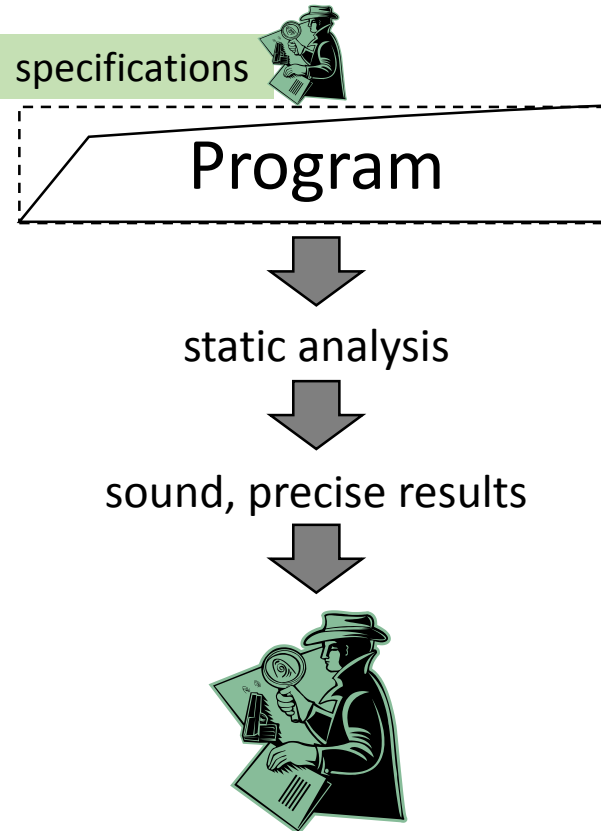 specifications
Program
static analysis
sound, precise results